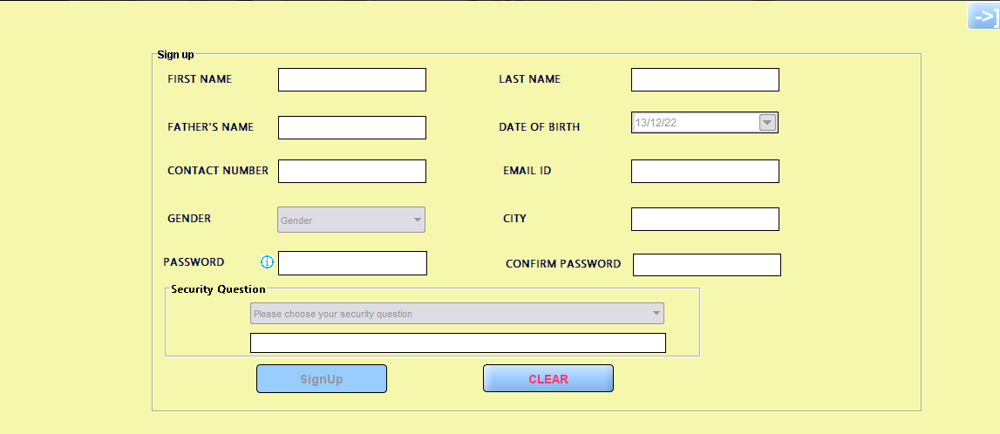 ->]
Sign up
FIRST NAME
LAST NAME
FATHER'S NAME
DATE OF BIRTH
13/12/22
CONTACT NUMBER
EMAIL ID
GENDER
Gender
CITY
PASSWORD
i
CONFIRM PASSWORD
Security Question
Please choose your security question
SignUp
CLEAR